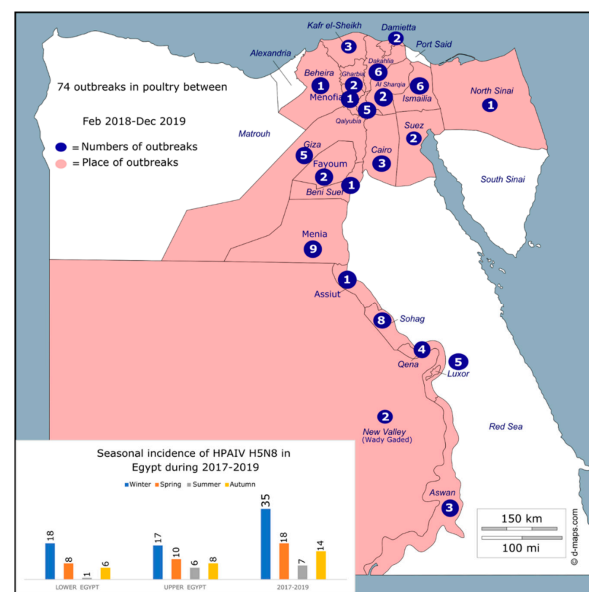 Kafr el-Sheikh
Damietta
2
3
Port Said
Alexandria
Dakahlia
6
74 outbreaks in poultry between
Feb 2018-Dec 2019
= Numbers of outbreaks
= Place of outbreaks
Beheira
1
Gharbia
2
Al Sharqia
2
6
Ismailia
North Sinai
1
Menofia
1
5
Qalyubia
Matrouh
Giza
5
Suez
2
Cairo
3
Fayoum
2
Beni Suef
1
South Sinai
Menia
9
1
Assiut
8
Sohag
4
Qena
5
Luxor
2
New Valley
(Wady Gaded)
Red Sea
Aswan
3
150 km
100 mi
© d-maps.com
Seasonal incidence of HPAIV H5N8 in
Egypt during 2017-2019
Winter Spring Summer Autumn
18 8 1 6
17 10 6 8
35 18 7 14
LOWER EGYPT UPPER EGYPT 2017-2019